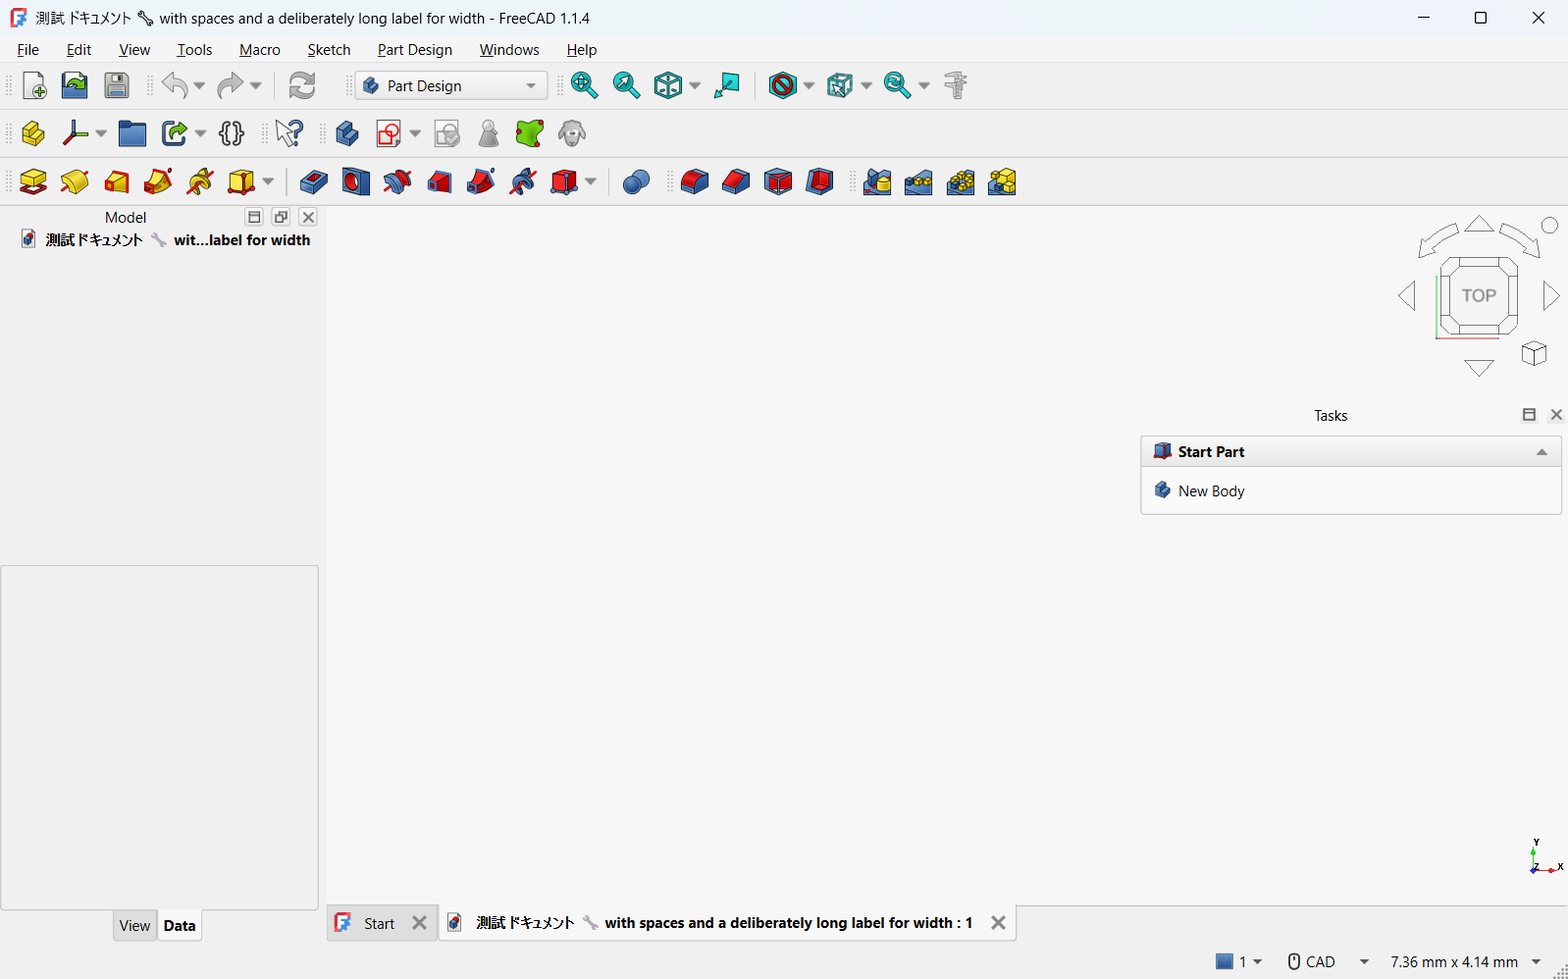 測試 ドキュメント 🔧 with spaces and a deliberately long label for width - FreeCAD 1.1.4
File Edit View Tools Macro Sketch Part Design Windows Help
Part Design
Model
測試 ドキュメント 🔧 wit...label for width
TOP
Tasks
Start Part
New Body
Y
Z X
View Data
Start
測試 ドキュメント 🔧 with spaces and a deliberately long label for width : 1
1 CAD 7.36 mm x 4.14 mm